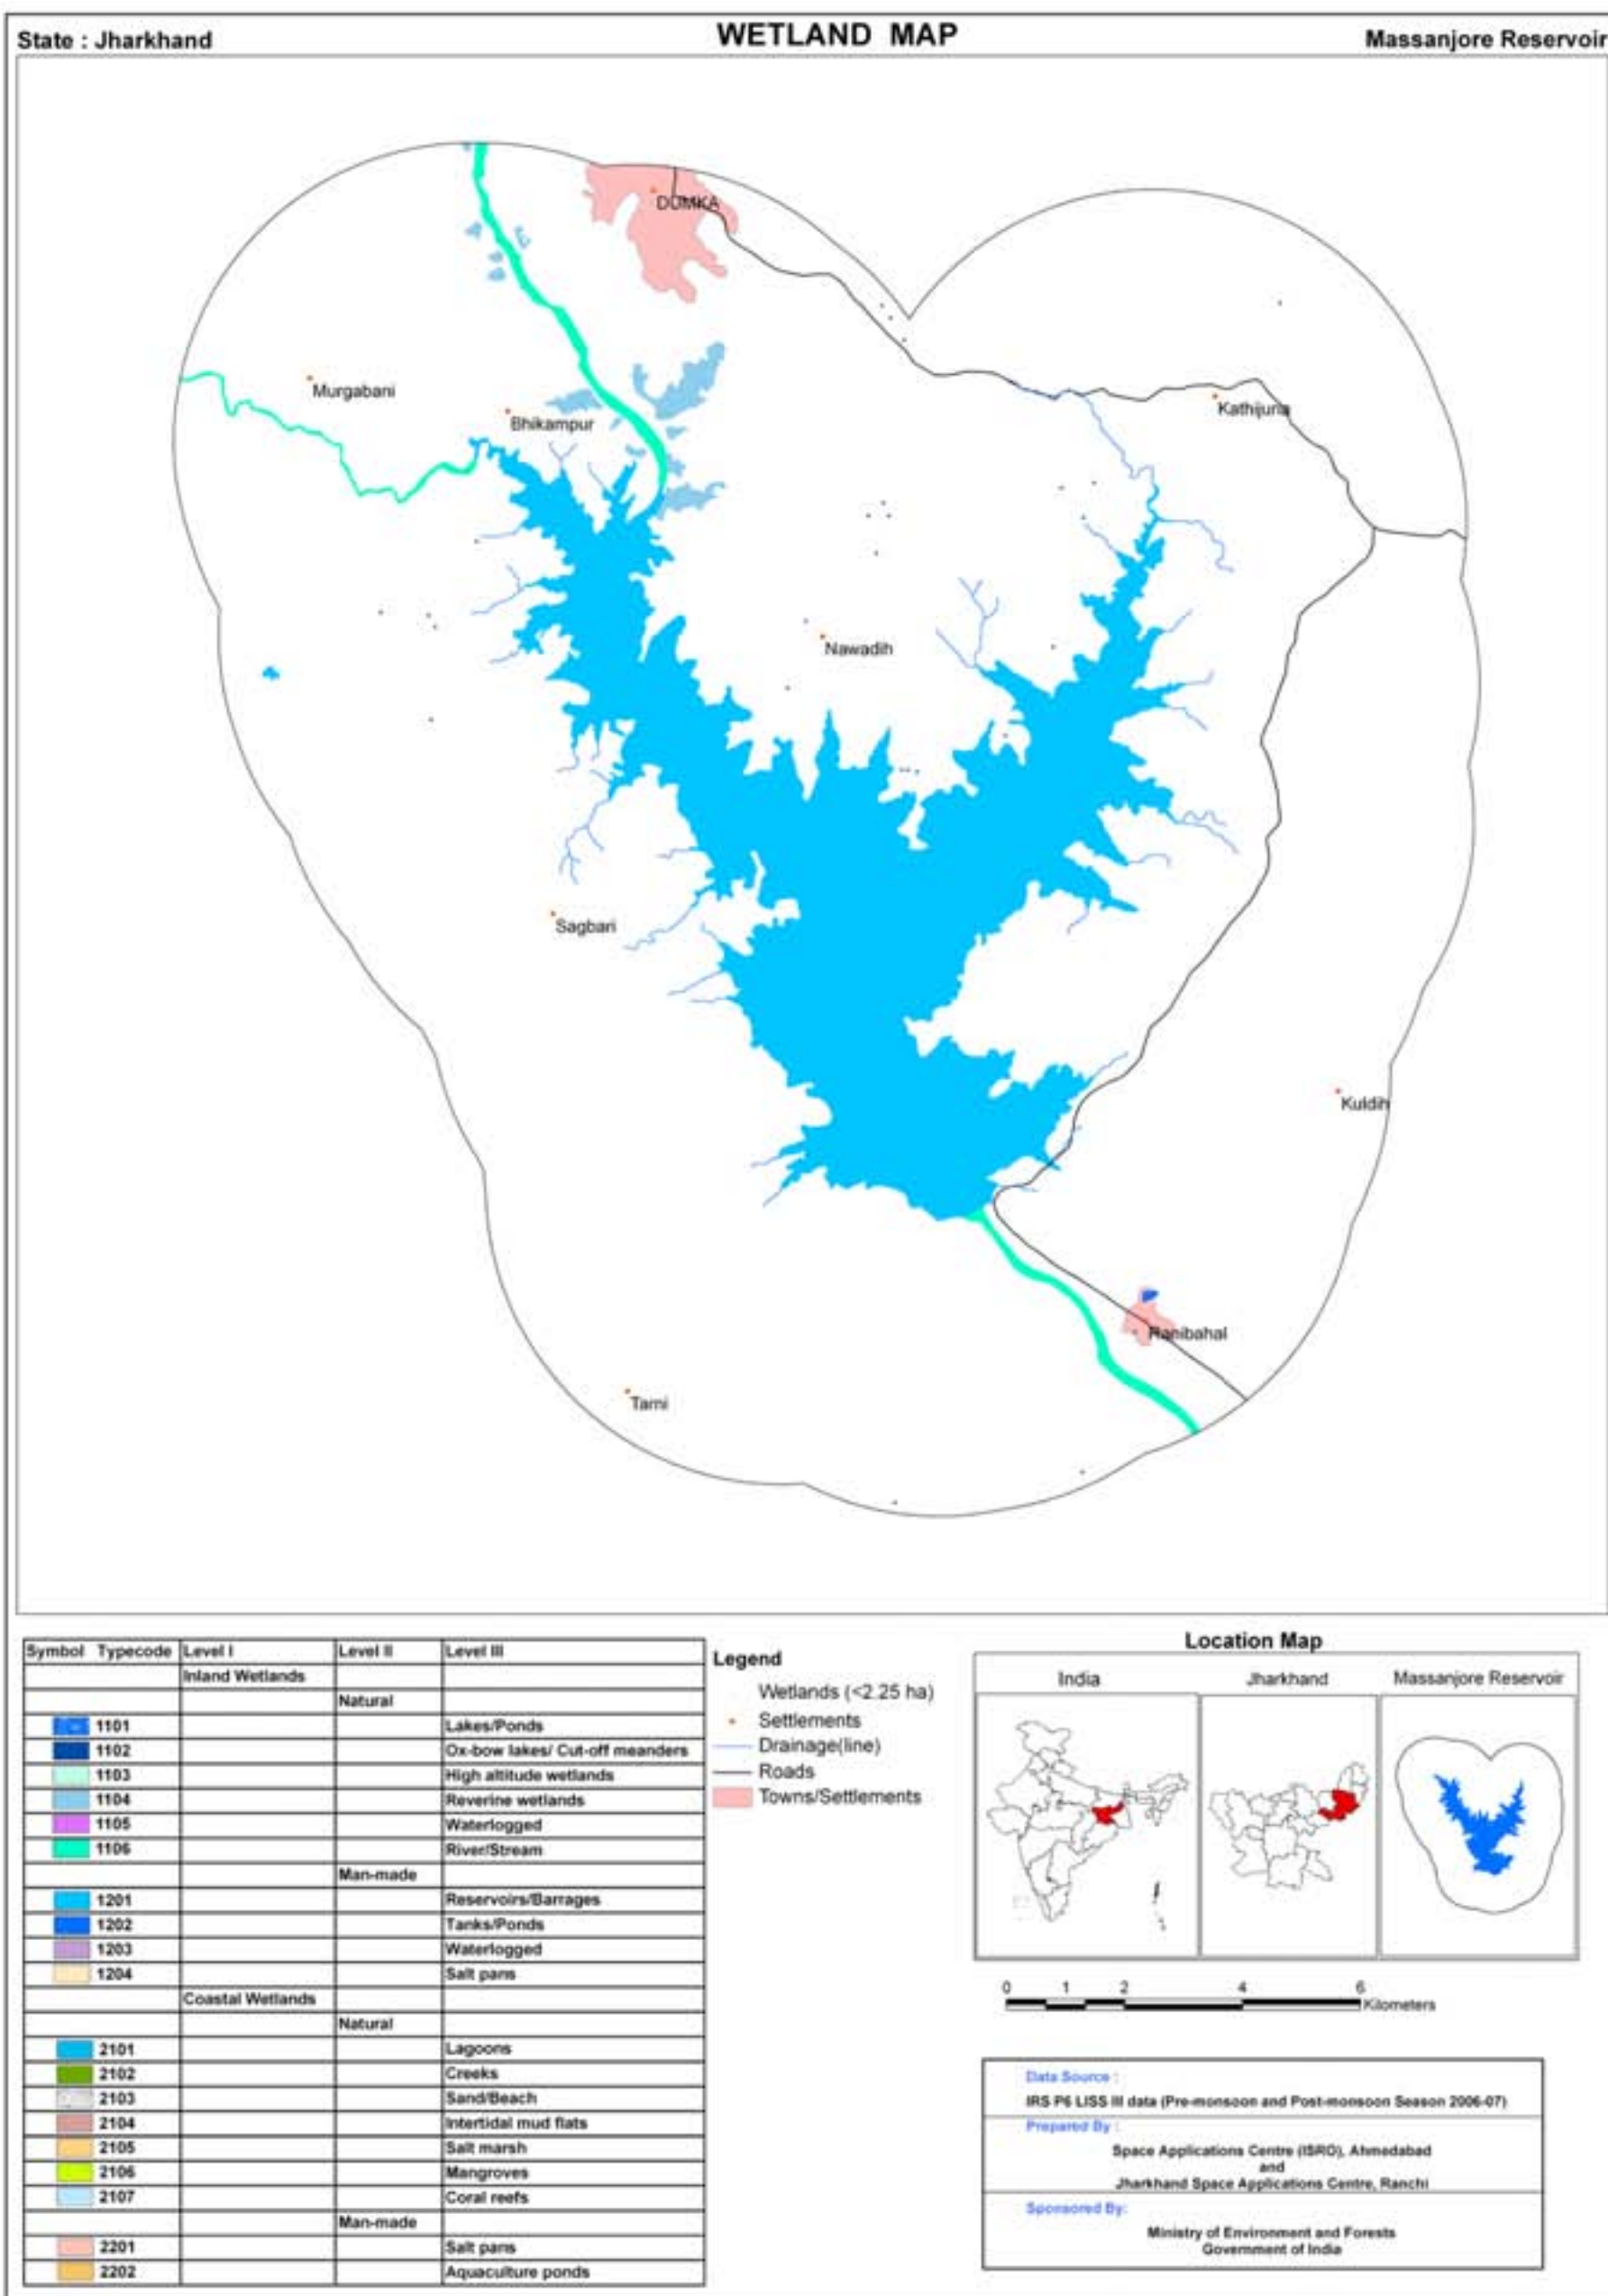 State : Jharkhand
WETLAND MAP
Massanjore Reservoir
DUMKA
Murgabani
Bhikampur
Kathijuria
Nawadih
Sagbari
Kuldih
Ranibahal
Tarni
Symbol Typecode Level I Level II Level III
Inland Wetlands
Natural
1101 Lakes/Ponds
1102 Ox-bow lakes/ Cut-off meanders
1103 High altitude wetlands
1104 Reverine wetlands
1105 Waterlogged
1106 River/Stream
Man-made
1201 Reservoirs/Barrages
1202 Tanks/Ponds
1203 Waterlogged
1204 Salt pans
Coastal Wetlands
Natural
2101 Lagoons
2102 Creeks
2103 Sand/Beach
2104 Intertidal mud flats
2105 Salt marsh
2106 Mangroves
2107 Coral reefs
Man-made
2201 Salt pans
2202 Aquaculture ponds
Legend
Wetlands (<2.25 ha)
Settlements
Drainage(line)
Roads
Towns/Settlements
Location Map
India
Jharkhand
Massanjore Reservoir
0 1 2 4 6
Kilometers
Data Source :
IRS P6 LISS III data (Pre-monsoon and Post-monsoon Season 2006-07)
Prepared By :
Space Applications Centre (ISRO), Ahmedabad
and
Jharkhand Space Applications Centre, Ranchi
Sponsored By:
Ministry of Environment and Forests
Government of India